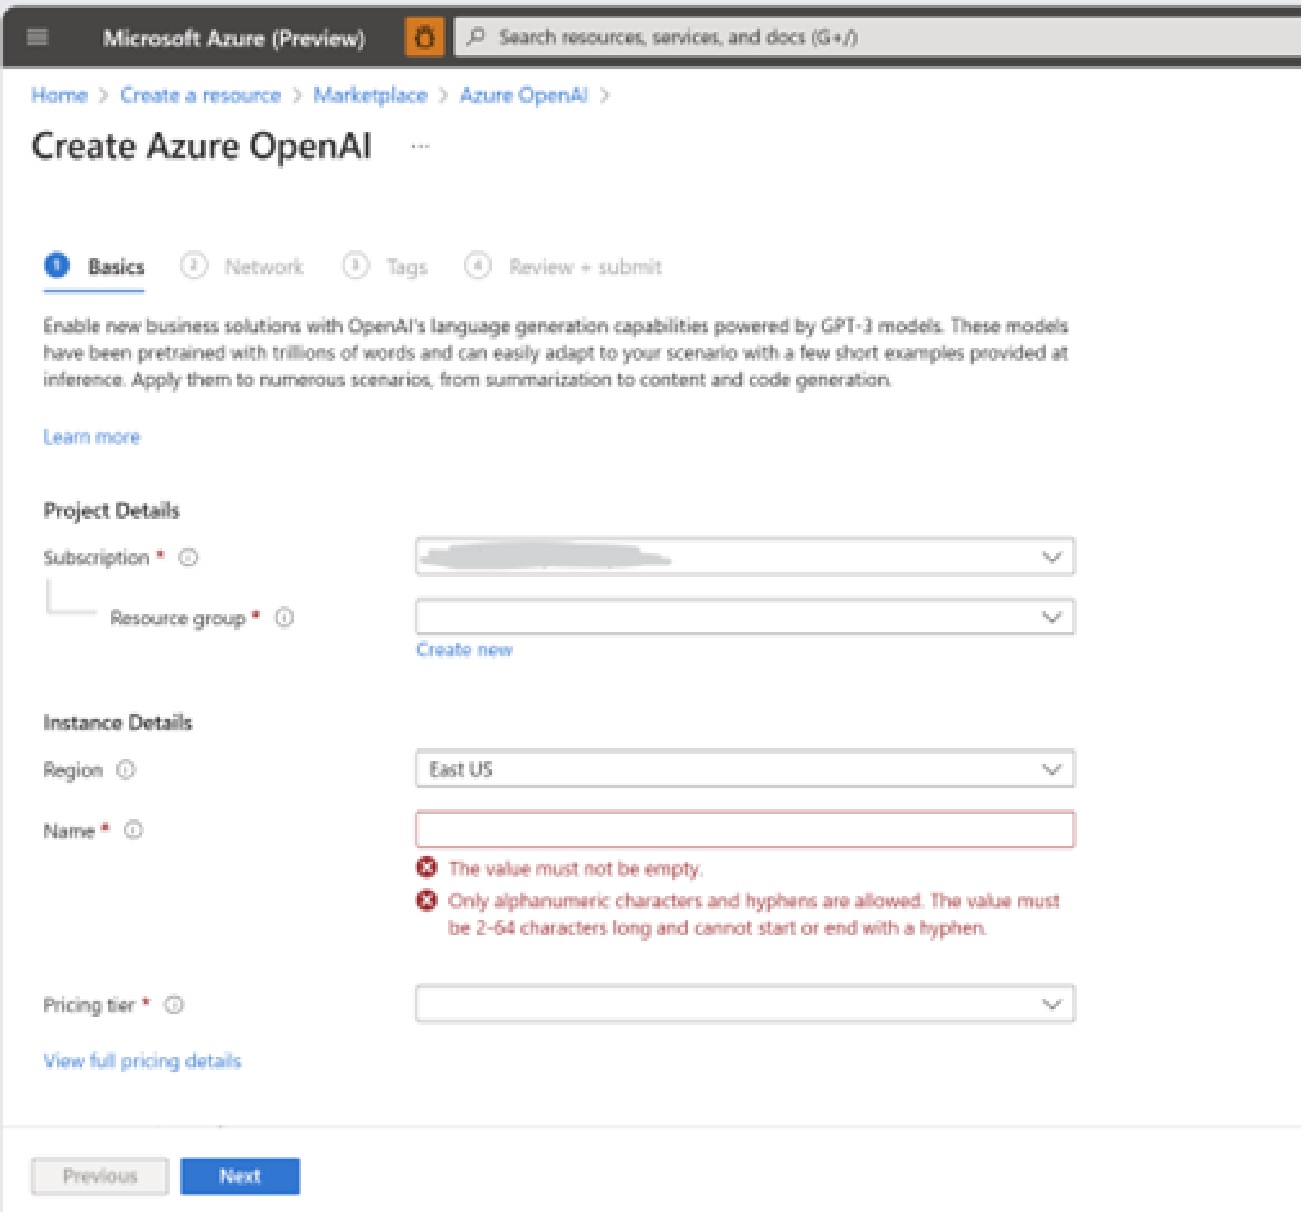 Microsoft Azure (Preview)
Search resources, services, and docs (G+/)
Home > Create a resource > Marketplace > Azure OpenAI >
Create Azure OpenAI ...
1 Basics 2 Network 3 Tags 4 Review + submit
Enable new business solutions with OpenAI's language generation capabilities powered by GPT-3 models. These models
have been pretrained with trillions of words and can easily adapt to your scenario with a few short examples provided at
inference. Apply them to numerous scenarios, from summarization to content and code generation.
Learn more
Project Details
Subscription *
Resource group *
Create new
Instance Details
Region East US
Name *
The value must not be empty.
Only alphanumeric characters and hyphens are allowed. The value must
be 2-64 characters long and cannot start or end with a hyphen.
Pricing tier *
View full pricing details
Previous Next